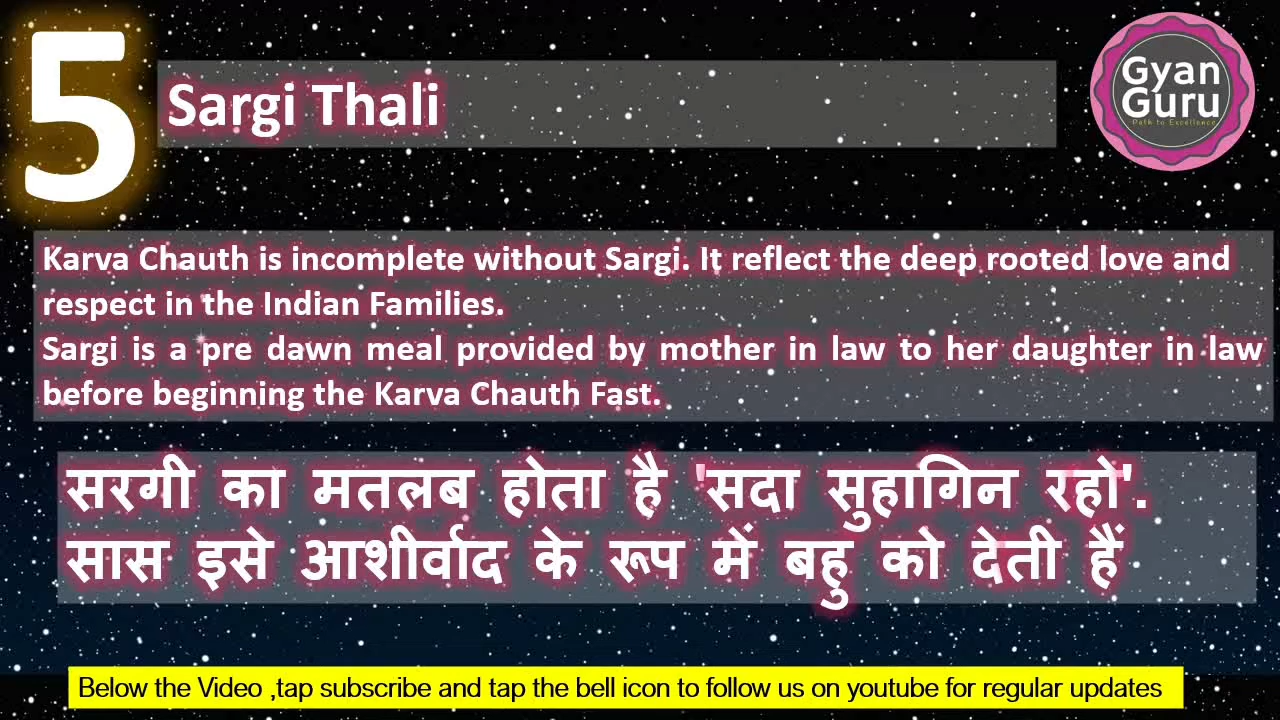 5
Sargi Thali
Gyan
Guru
Path to Excellence
Karva Chauth is incomplete without Sargi. It reflect the deep rooted love and
respect in the Indian Families.
Sargi is a pre dawn meal provided by mother in law to her daughter in law
before beginning the Karva Chauth Fast.
सरगी का मतलब होता है 'सदा सुहागिन रहो'.
सास इसे आशीर्वाद के रूप में बहु को देती हैं
Below the Video ,tap subscribe and tap the bell icon to follow us on youtube for regular updates